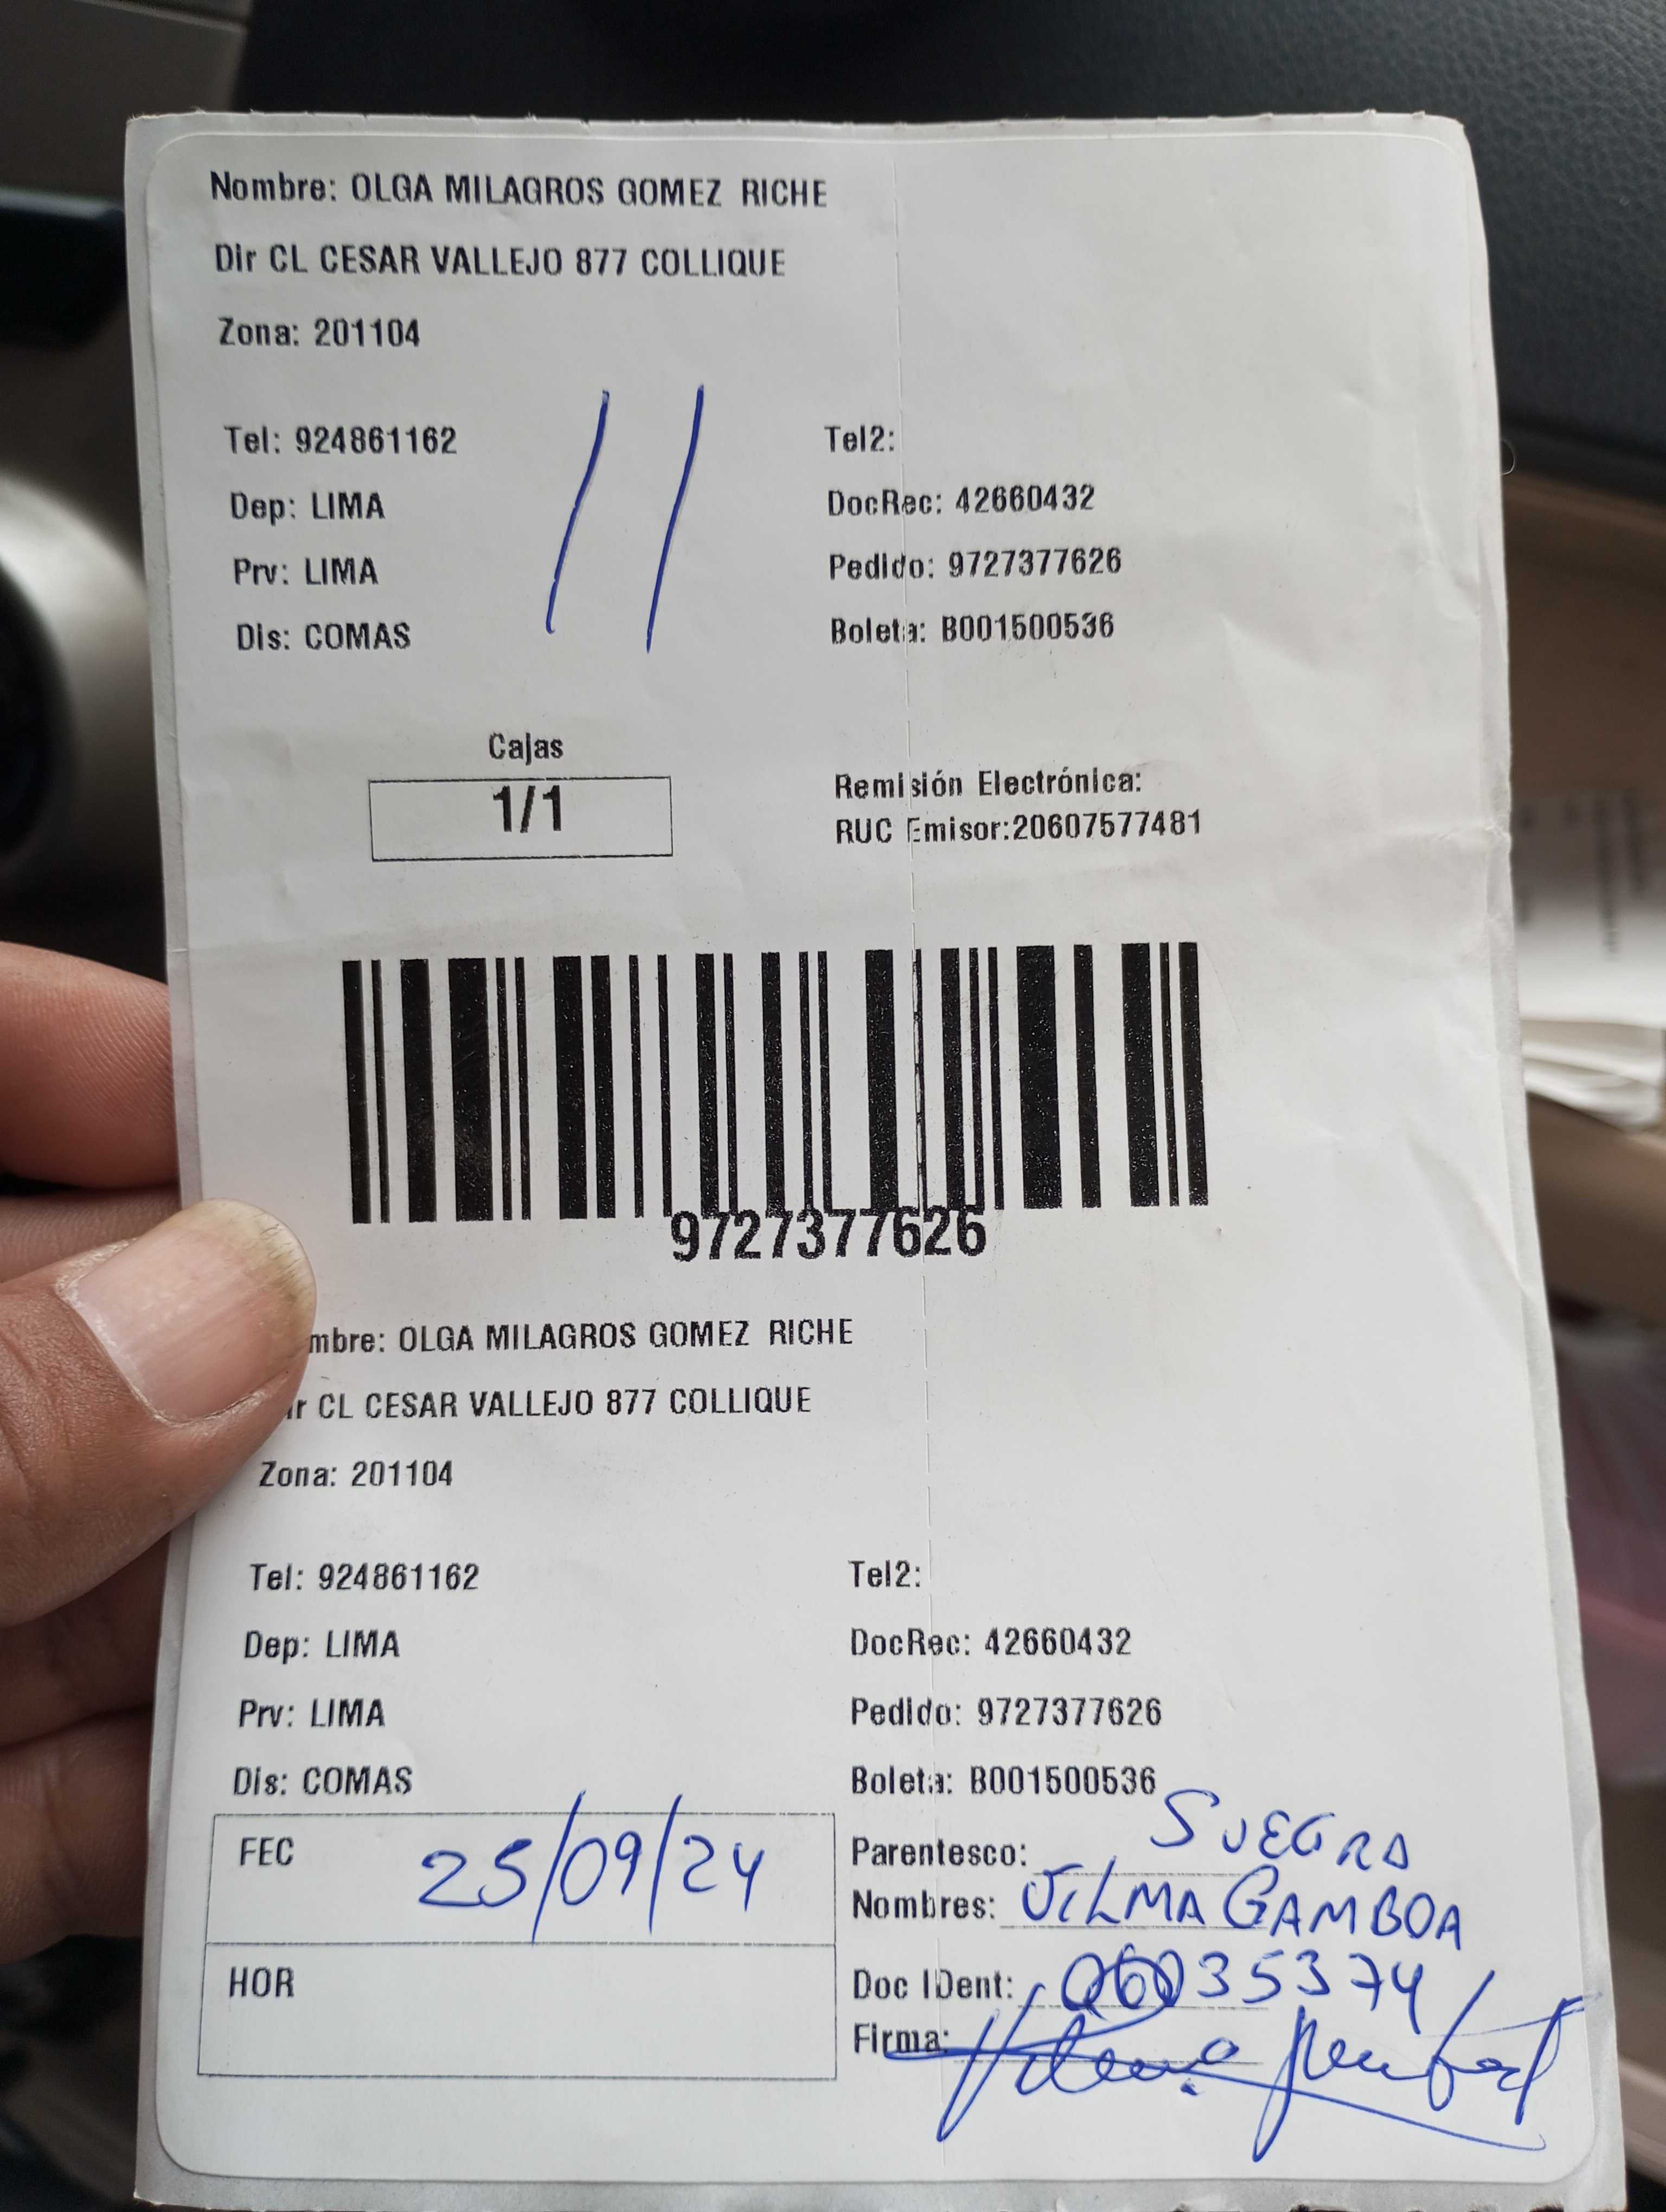 Nombre: OLGA MILAGROS GOMEZ RICHE
Dir CL CESAR VALLEJO 877 COLLIQUE
Zona: 201104
Tel: 924861162
Tel2:
Dep: LIMA
DocRec: 42660432
Prv: LIMA
Pedido: 9727377626
Dis: COMAS
Boleta: B001500536
Cajas
1/1
Remisión Electrónica:
RUC Emisor:20607577481
9727377626
mbre: OLGA MILAGROS GOMEZ RICHE
ir CL CESAR VALLEJO 877 COLLIQUE
Zona: 201104
Tel: 924861162
Tel2:
Dep: LIMA
DocRec: 42660432
Prv: LIMA
Pedido: 9727377626
Dis: COMAS
Boleta: B001500536
FEC 25/09/24
Parentesco: SUEGRA
Nombres: VILMA GAMBOA
HOR
Doc IDent: 06035374
Firma: